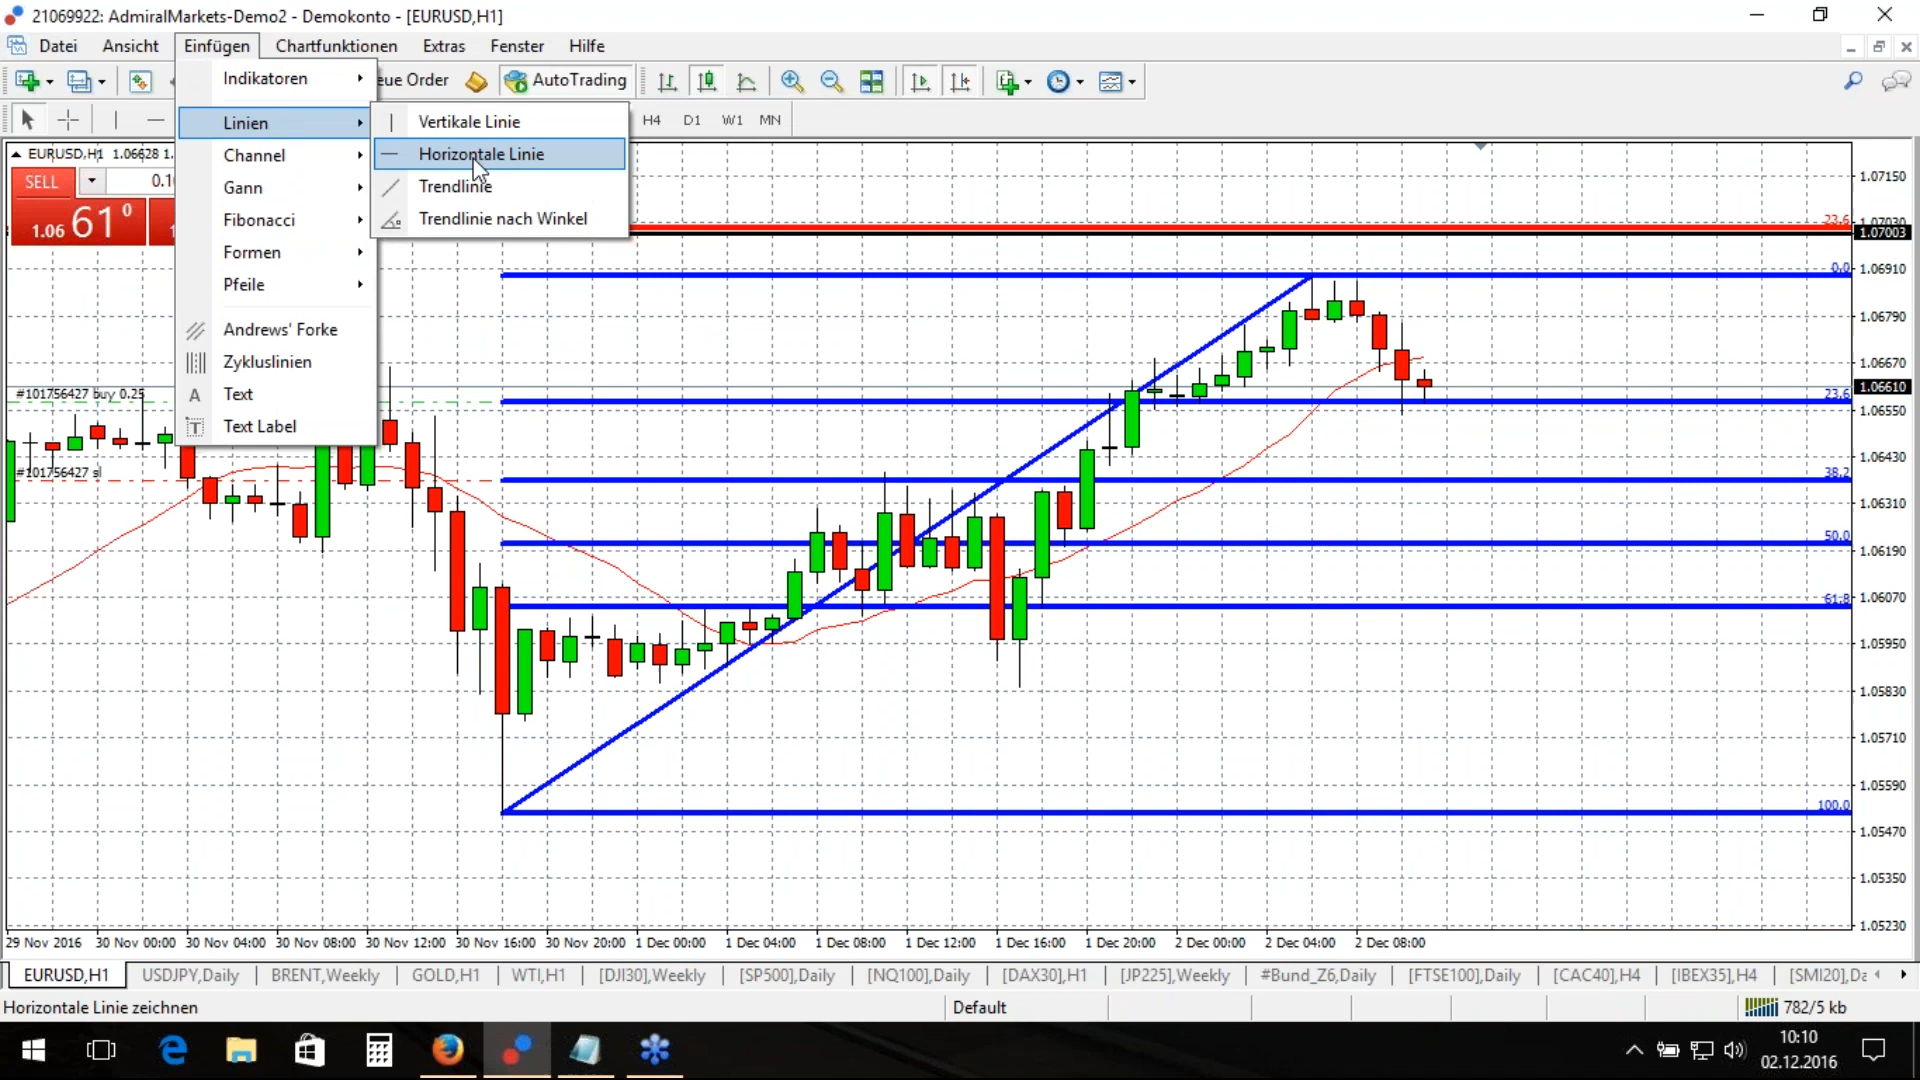 21069922: AdmiralMarkets-Demo2 - Demokonto - [EURUSD,H1]
Datei Ansicht Einfügen Chartfunktionen Extras Fenster Hilfe
Indikatoren
Order AutoTrading
Linien
Channel
Gann
Fibonacci
Formen
Pfeile
Andrews' Forke
Zykluslinien
A Text
T Text Label
Vertikale Linie
Horizontale Linie
Trendlinie
Trendlinie nach Winkel
H4 D1 W1 MN
EURUSD,H1 1.06628
SELL
1.06 61 0
#101756427 buy 0.25
#101756427 sl
23.6
0.0
23.6
38.2
50.0
61.8
100.0
1.07150
1.07030
1.07003
1.06910
1.06790
1.06670
1.06610
1.06550
1.06430
1.06310
1.06190
1.06070
1.05950
1.05830
1.05710
1.05590
1.05470
1.05350
1.05230
29 Nov 2016 30 Nov 00:00 30 Nov 04:00 30 Nov 08:00 30 Nov 12:00 30 Nov 16:00 30 Nov 20:00 1 Dec 00:00 1 Dec 04:00 1 Dec 08:00 1 Dec 12:00 1 Dec 16:00 1 Dec 20:00 2 Dec 00:00 2 Dec 04:00 2 Dec 08:00
EURUSD,H1 USDJPY,Daily BRENT,Weekly GOLD,H1 WTI,H1 [DJI30],Weekly [SP500],Daily [NQ100],Daily [DAX30],H1 [JP225],Weekly #Bund_Z6,Daily [FTSE100],Daily [CAC40],H4 [IBEX35],H4 [SMI20],Da
Horizontale Linie zeichnen Default 782/5 kb
10:10
02.12.2016